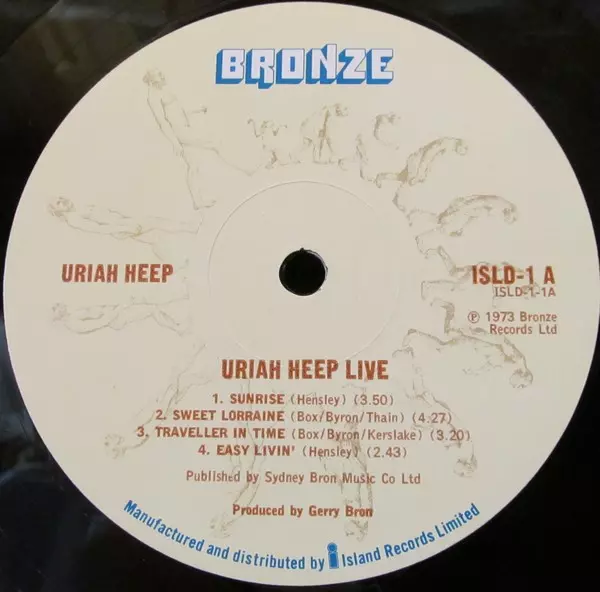 BRONZE
URIAH HEEP
ISLD-1 A
ISLD-1-1A
℗ 1973 Bronze
Records Ltd
URIAH HEEP LIVE
1. SUNRISE (Hensley) (3.50)
2. SWEET LORRAINE (Box/Byron/Thain) (4.27)
3. TRAVELLER IN TIME (Box/Byron/Kerslake) (3.20)
4. EASY LIVIN' (Hensley) (2.43)
Published by Sydney Bron Music Co Ltd
Produced by Gerry Bron
Manufactured and distributed by i Island Records Limited